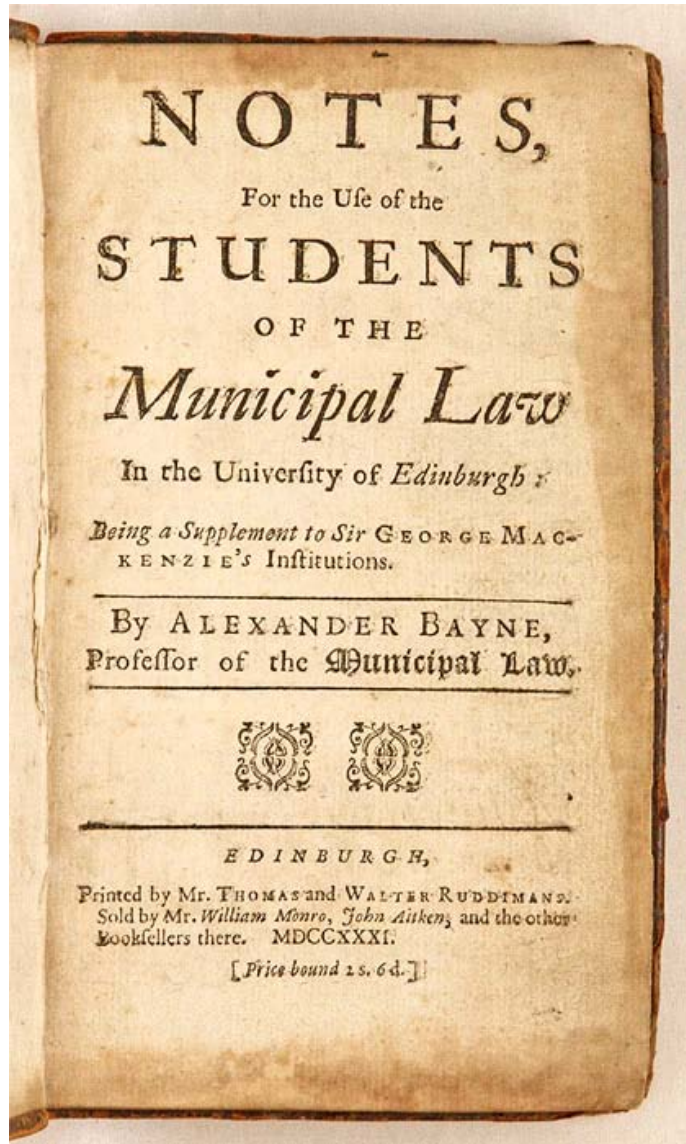 NOTES,
For the Uſe of the
STUDENTS
OF THE
Municipal Law
In the Univerſity of Edinburgh:
Being a Supplement to Sir GEORGE MAC-
KENZIE's Inſtitutions.
By ALEXANDER BAYNE,
Profeſſor of the Municipal Law.
EDINBURGH,
Printed by Mr. THOMAS and WALTER RUDDIMANS.
Sold by Mr. William Monro, John Aitken, and the other
Bookſellers there. MDCCXXXI.
[Price bound 2 s. 6 d.]